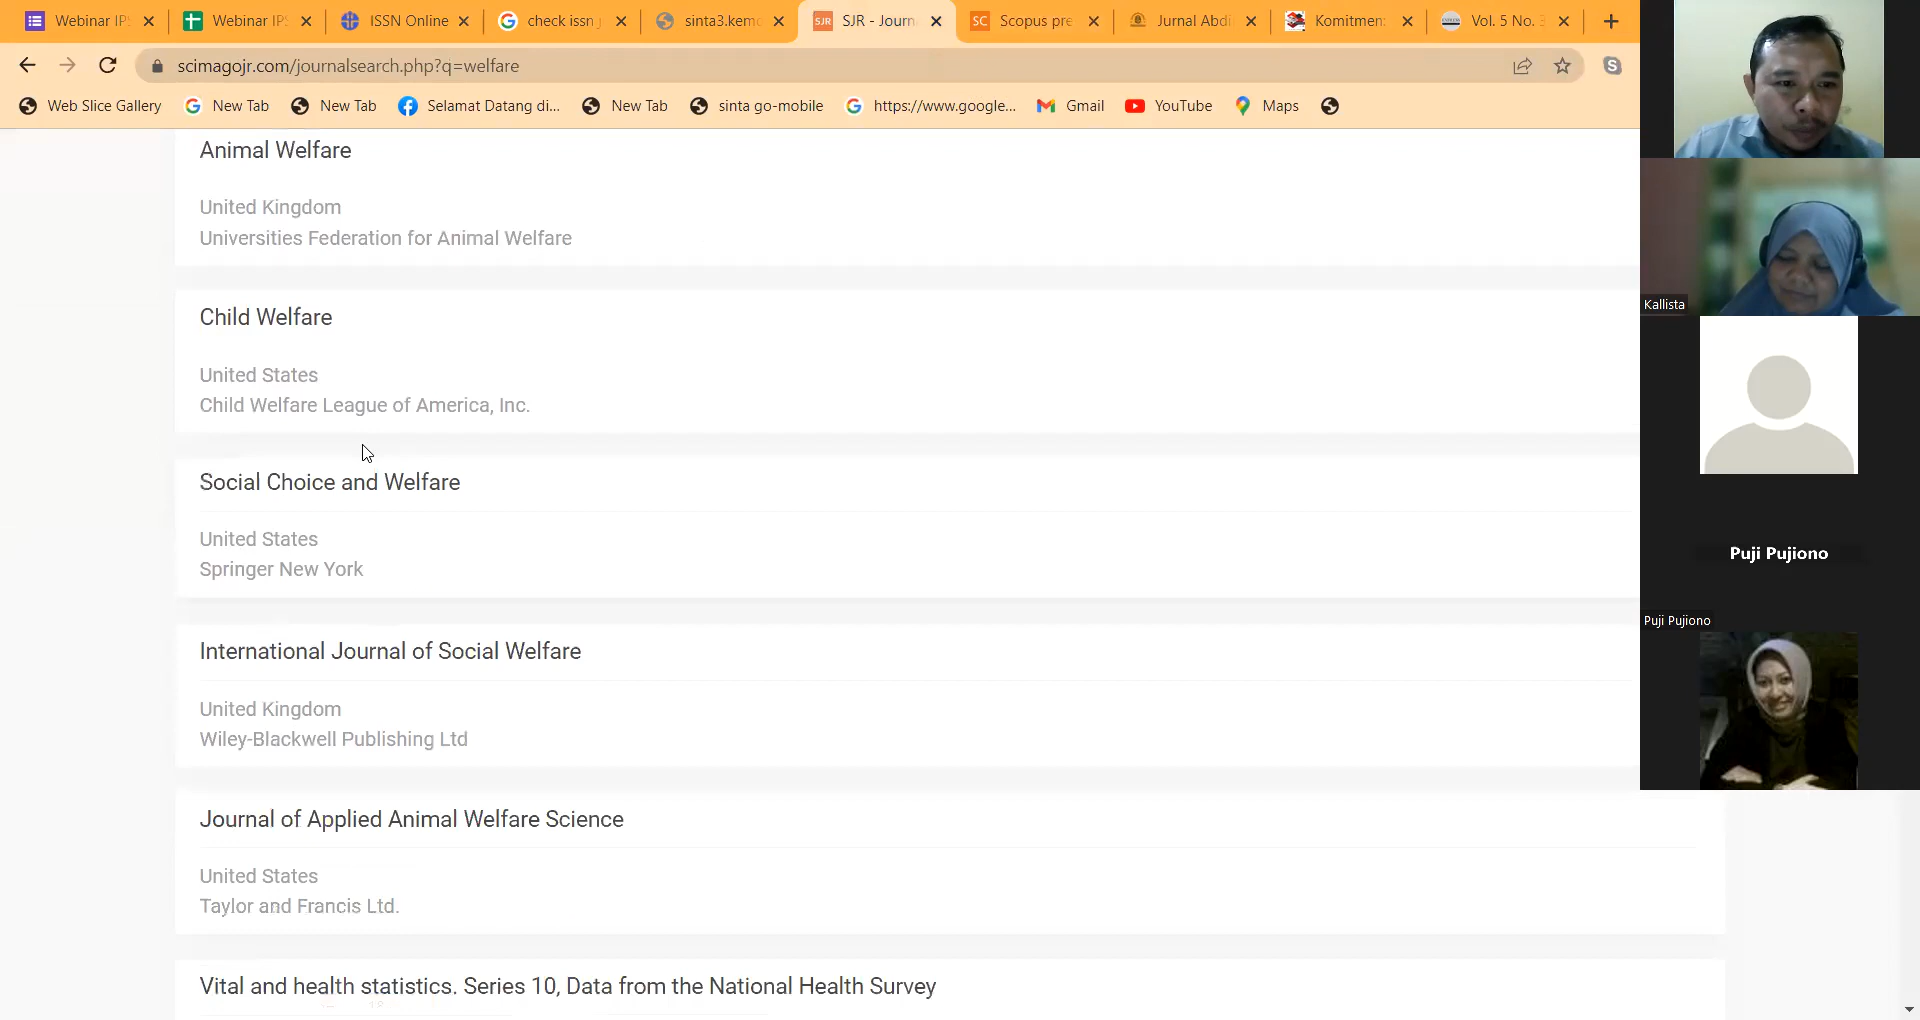 Webinar IPS
Webinar IPS
ISSN Online
check issn j
sinta3.kemd
SJR - Journ
Scopus pre
Jurnal Abdi
Komitmen
Vol. 5 No. 3
scimagojr.com/journalsearch.php?q=welfare
Web Slice Gallery
New Tab
New Tab
Selamat Datang di...
New Tab
sinta go-mobile
https://www.google...
Gmail
YouTube
Maps
Animal Welfare
United Kingdom
Universities Federation for Animal Welfare
Child Welfare
United States
Child Welfare League of America, Inc.
Social Choice and Welfare
United States
Springer New York
International Journal of Social Welfare
United Kingdom
Wiley-Blackwell Publishing Ltd
Journal of Applied Animal Welfare Science
United States
Taylor and Francis Ltd.
Vital and health statistics. Series 10, Data from the National Health Survey
Kallista
Puji Pujiono
Puji Pujiono